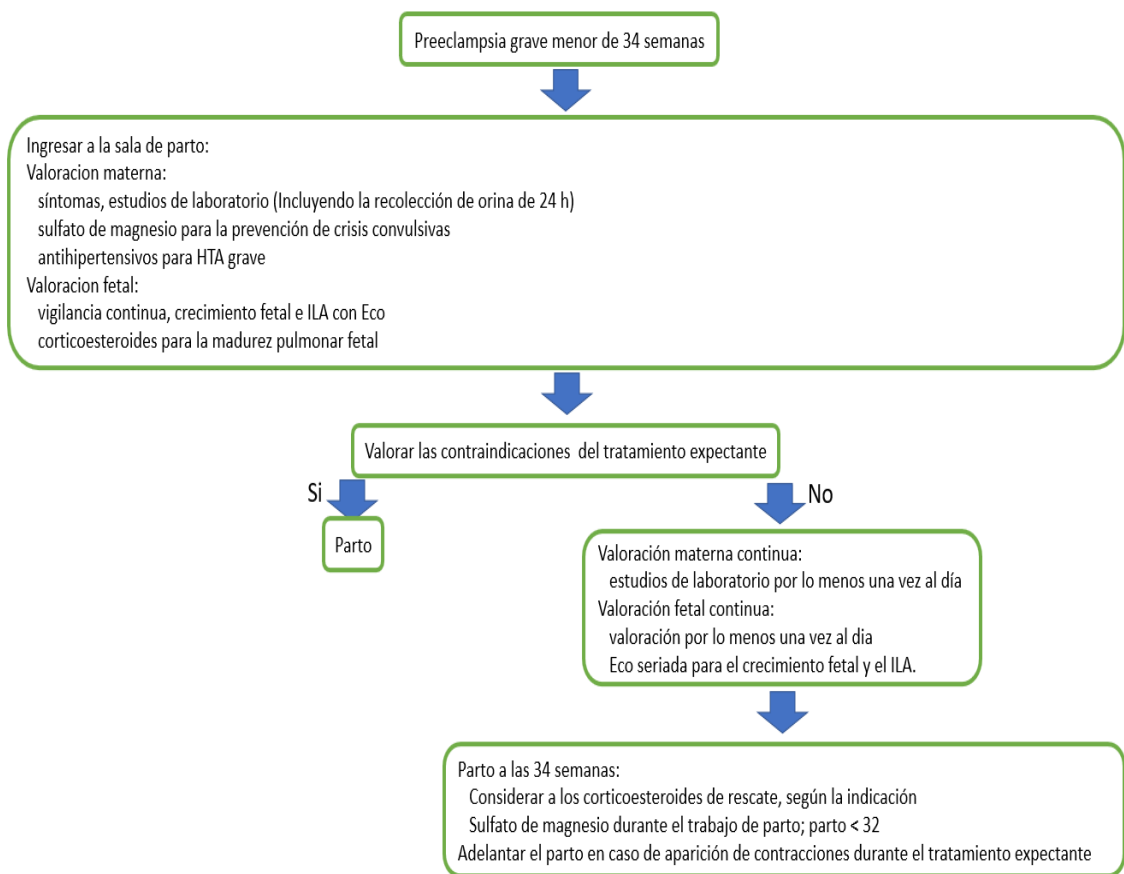 Preeclampsia grave menor de 34 semanas
Ingresar a la sala de parto:
Valoracion materna:
síntomas, estudios de laboratorio (Incluyendo la recolección de orina de 24 h)
sulfato de magnesio para la prevención de crisis convulsivas
antihipertensivos para HTA grave
Valoracion fetal:
vigilancia continua, crecimiento fetal e ILA con Eco
corticoesteroides para la madurez pulmonar fetal
Valorar las contraindicaciones del tratamiento expectante
Si
No
Parto
Valoración materna continua:
estudios de laboratorio por lo menos una vez al día
Valoración fetal continua:
valoración por lo menos una vez al dia
Eco seriada para el crecimiento fetal y el ILA.
Parto a las 34 semanas:
Considerar a los corticoesteroides de rescate, según la indicación
Sulfato de magnesio durante el trabajo de parto; parto < 32
Adelantar el parto en caso de aparición de contracciones durante el tratamiento expectante